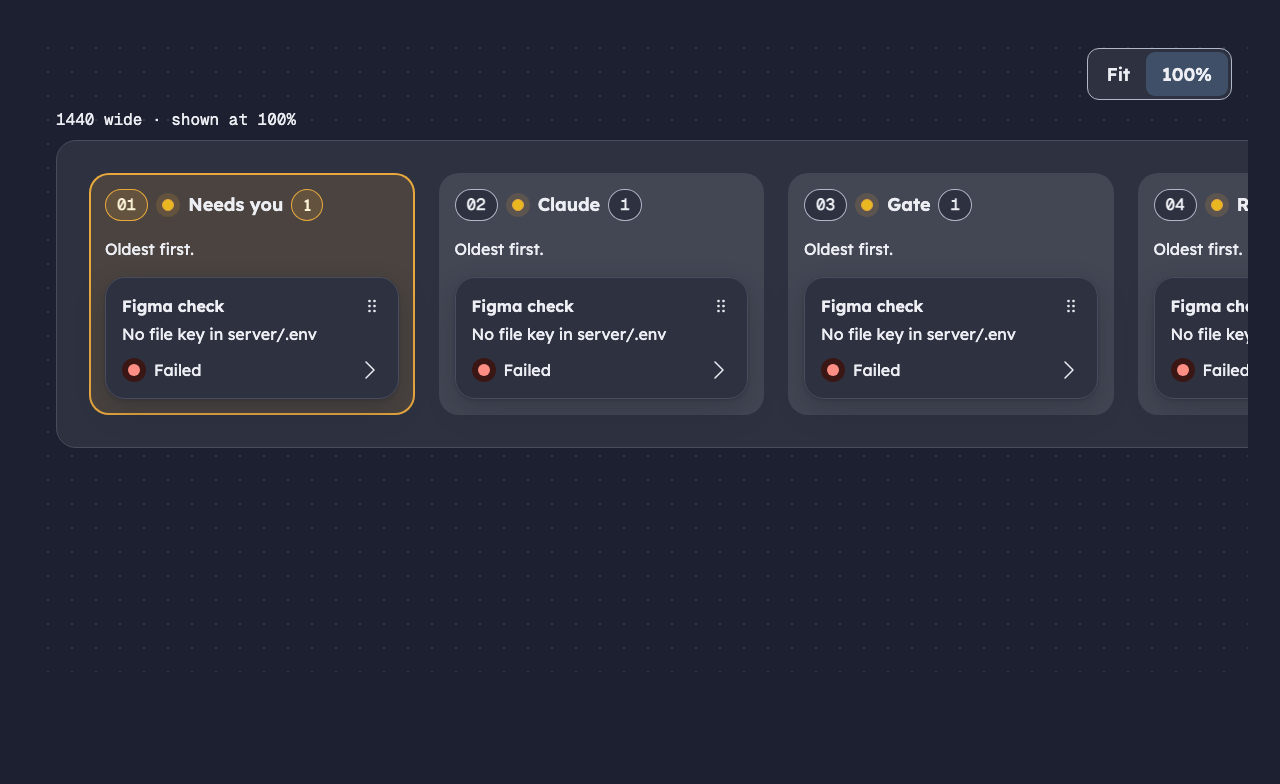 Fit 100%
1440 wide · shown at 100%
01 Needs you 1
Oldest first.
Figma check
No file key in server/.env
Failed
02 Claude 1
Oldest first.
Figma check
No file key in server/.env
Failed
03 Gate 1
Oldest first.
Figma check
No file key in server/.env
Failed
04
Oldest first.
Figma
No file key
Failed